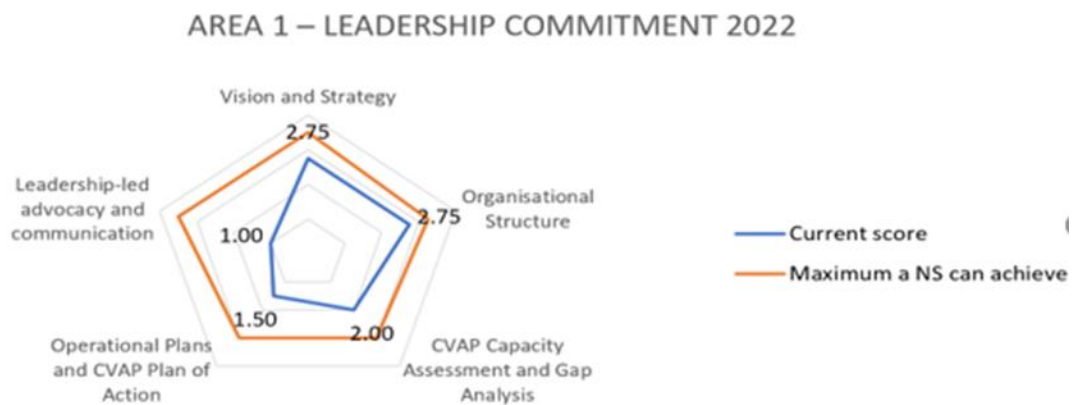 AREA 1 – LEADERSHIP COMMITMENT 2022
Vision and Strategy
2.75
Leadership-led
advocacy and
communication
Organisational
Structure
2.75
1.00
Current score
Maximum a NS can achieve
1.50
2.00
Operational Plans
and CVAP Plan of
Action
CVAP Capacity
Assessment and Gap
Analysis